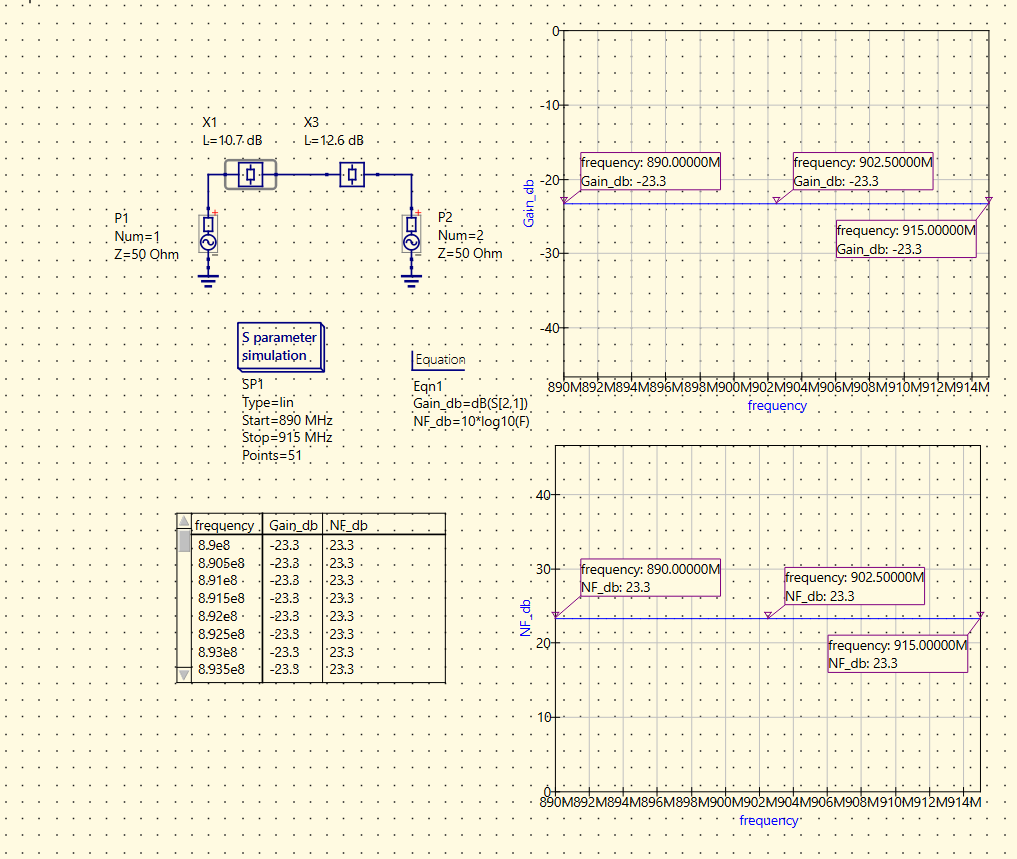 X1
L=10.7 dB
X3
L=12.6 dB
P1
Num=1
Z=50 Ohm
P2
Num=2
Z=50 Ohm
S parameter
simulation
SP1
Type=lin
Start=890 MHz
Stop=915 MHz
Points=51
Equation
Eqn1
Gain_db=dB(S[2,1])
NF_db=10*log10(F)
frequency Gain_db NF_db
8.9e8 -23.3 23.3
8.905e8 -23.3 23.3
8.91e8 -23.3 23.3
8.915e8 -23.3 23.3
8.92e8 -23.3 23.3
8.925e8 -23.3 23.3
8.93e8 -23.3 23.3
8.935e8 -23.3 23.3
0
-10
-20
-30
-40
Gain_db
frequency: 890.00000M
Gain_db: -23.3
frequency: 902.50000M
Gain_db: -23.3
frequency: 915.00000M
Gain_db: -23.3
890M892M894M896M898M900M902M904M906M908M910M912M914M
frequency
40
30
20
10
0
NF_db
frequency: 890.00000M
NF_db: 23.3
frequency: 902.50000M
NF_db: 23.3
frequency: 915.00000M
NF_db: 23.3
890M892M894M896M898M900M902M904M906M908M910M912M914M
frequency